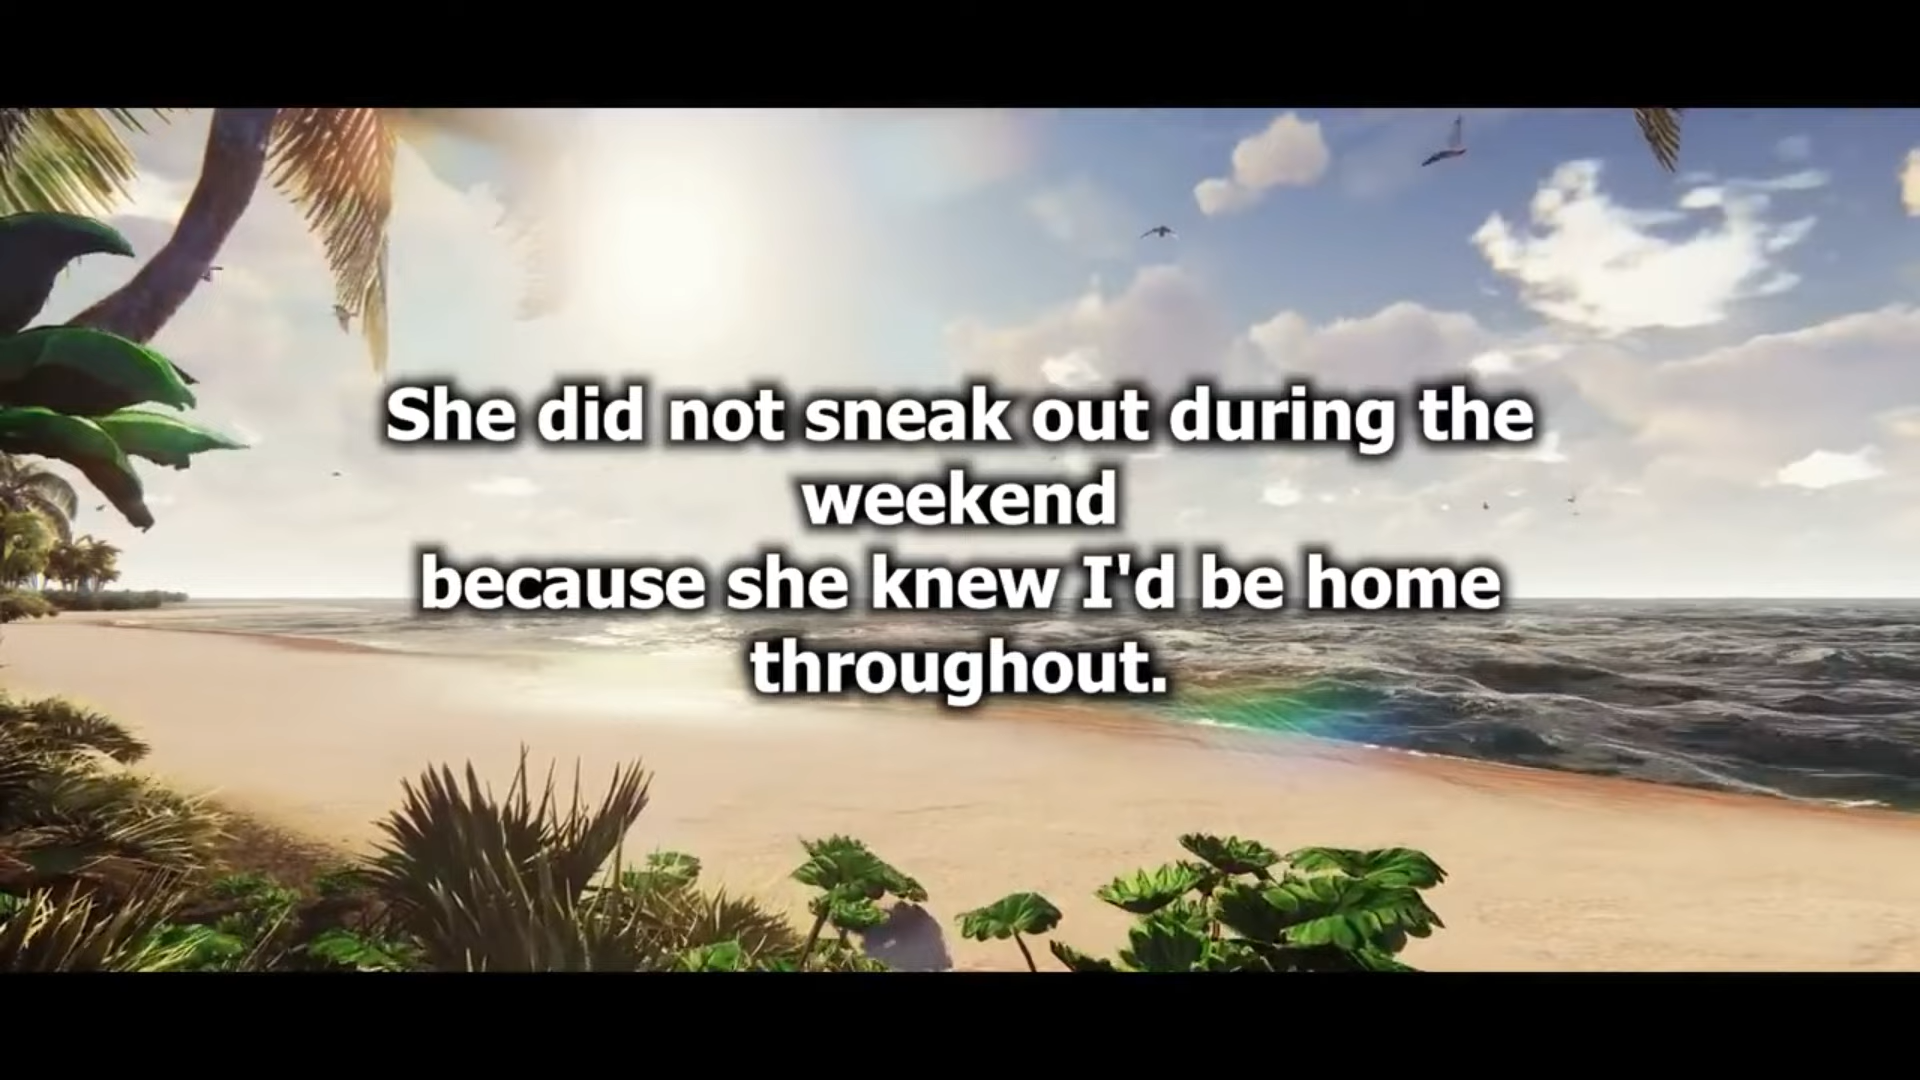 She did not sneak out during the
weekend
because she knew I'd be home
throughout.